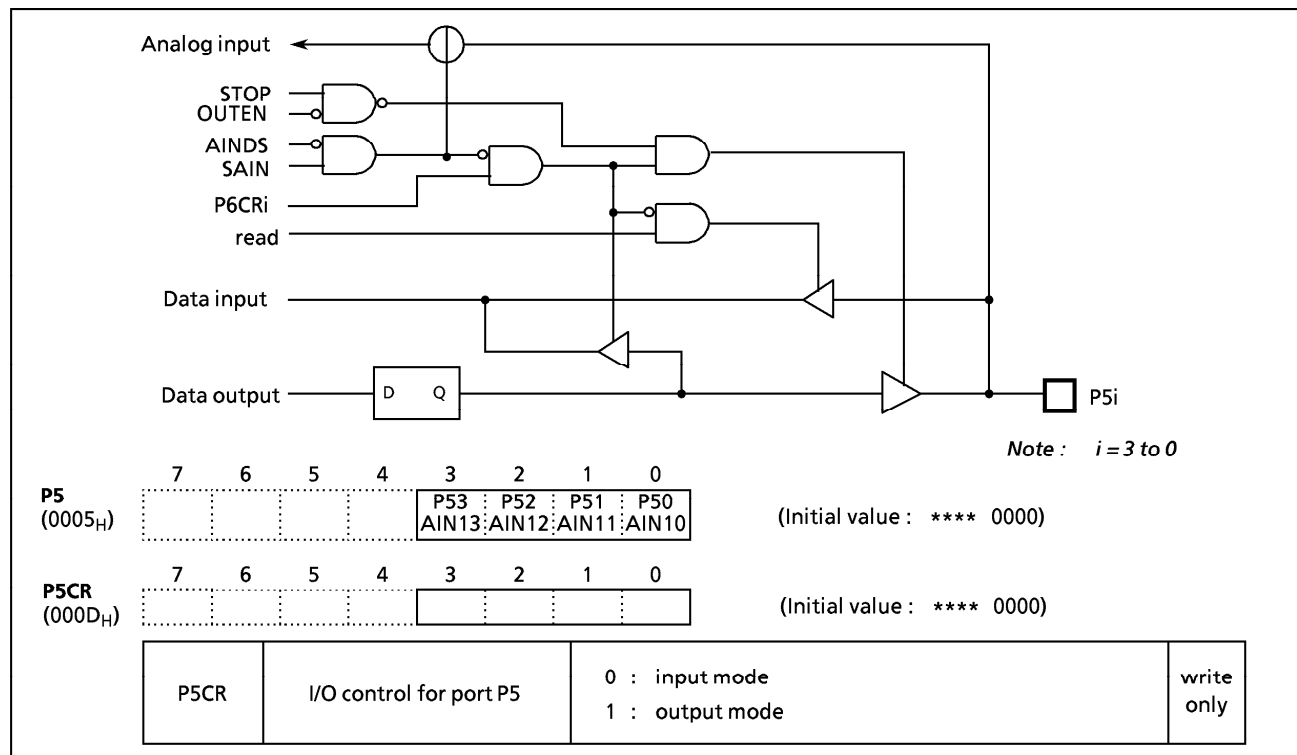 Analog input
STOP
OUTEN
AINDS
SAIN
P6CRi
read
Data input
Data output
D Q
P5i
Note : i = 3 to 0
7 6 5 4 3 2 1 0
P5
(0005H)
P53 P52 P51 P50
AIN13 AIN12 AIN11 AIN10
(Initial value : **** 0000)
7 6 5 4 3 2 1 0
P5CR
(000DH)
(Initial value : **** 0000)
P5CR
I/O control for port P5
0 : input mode
1 : output mode
write
only